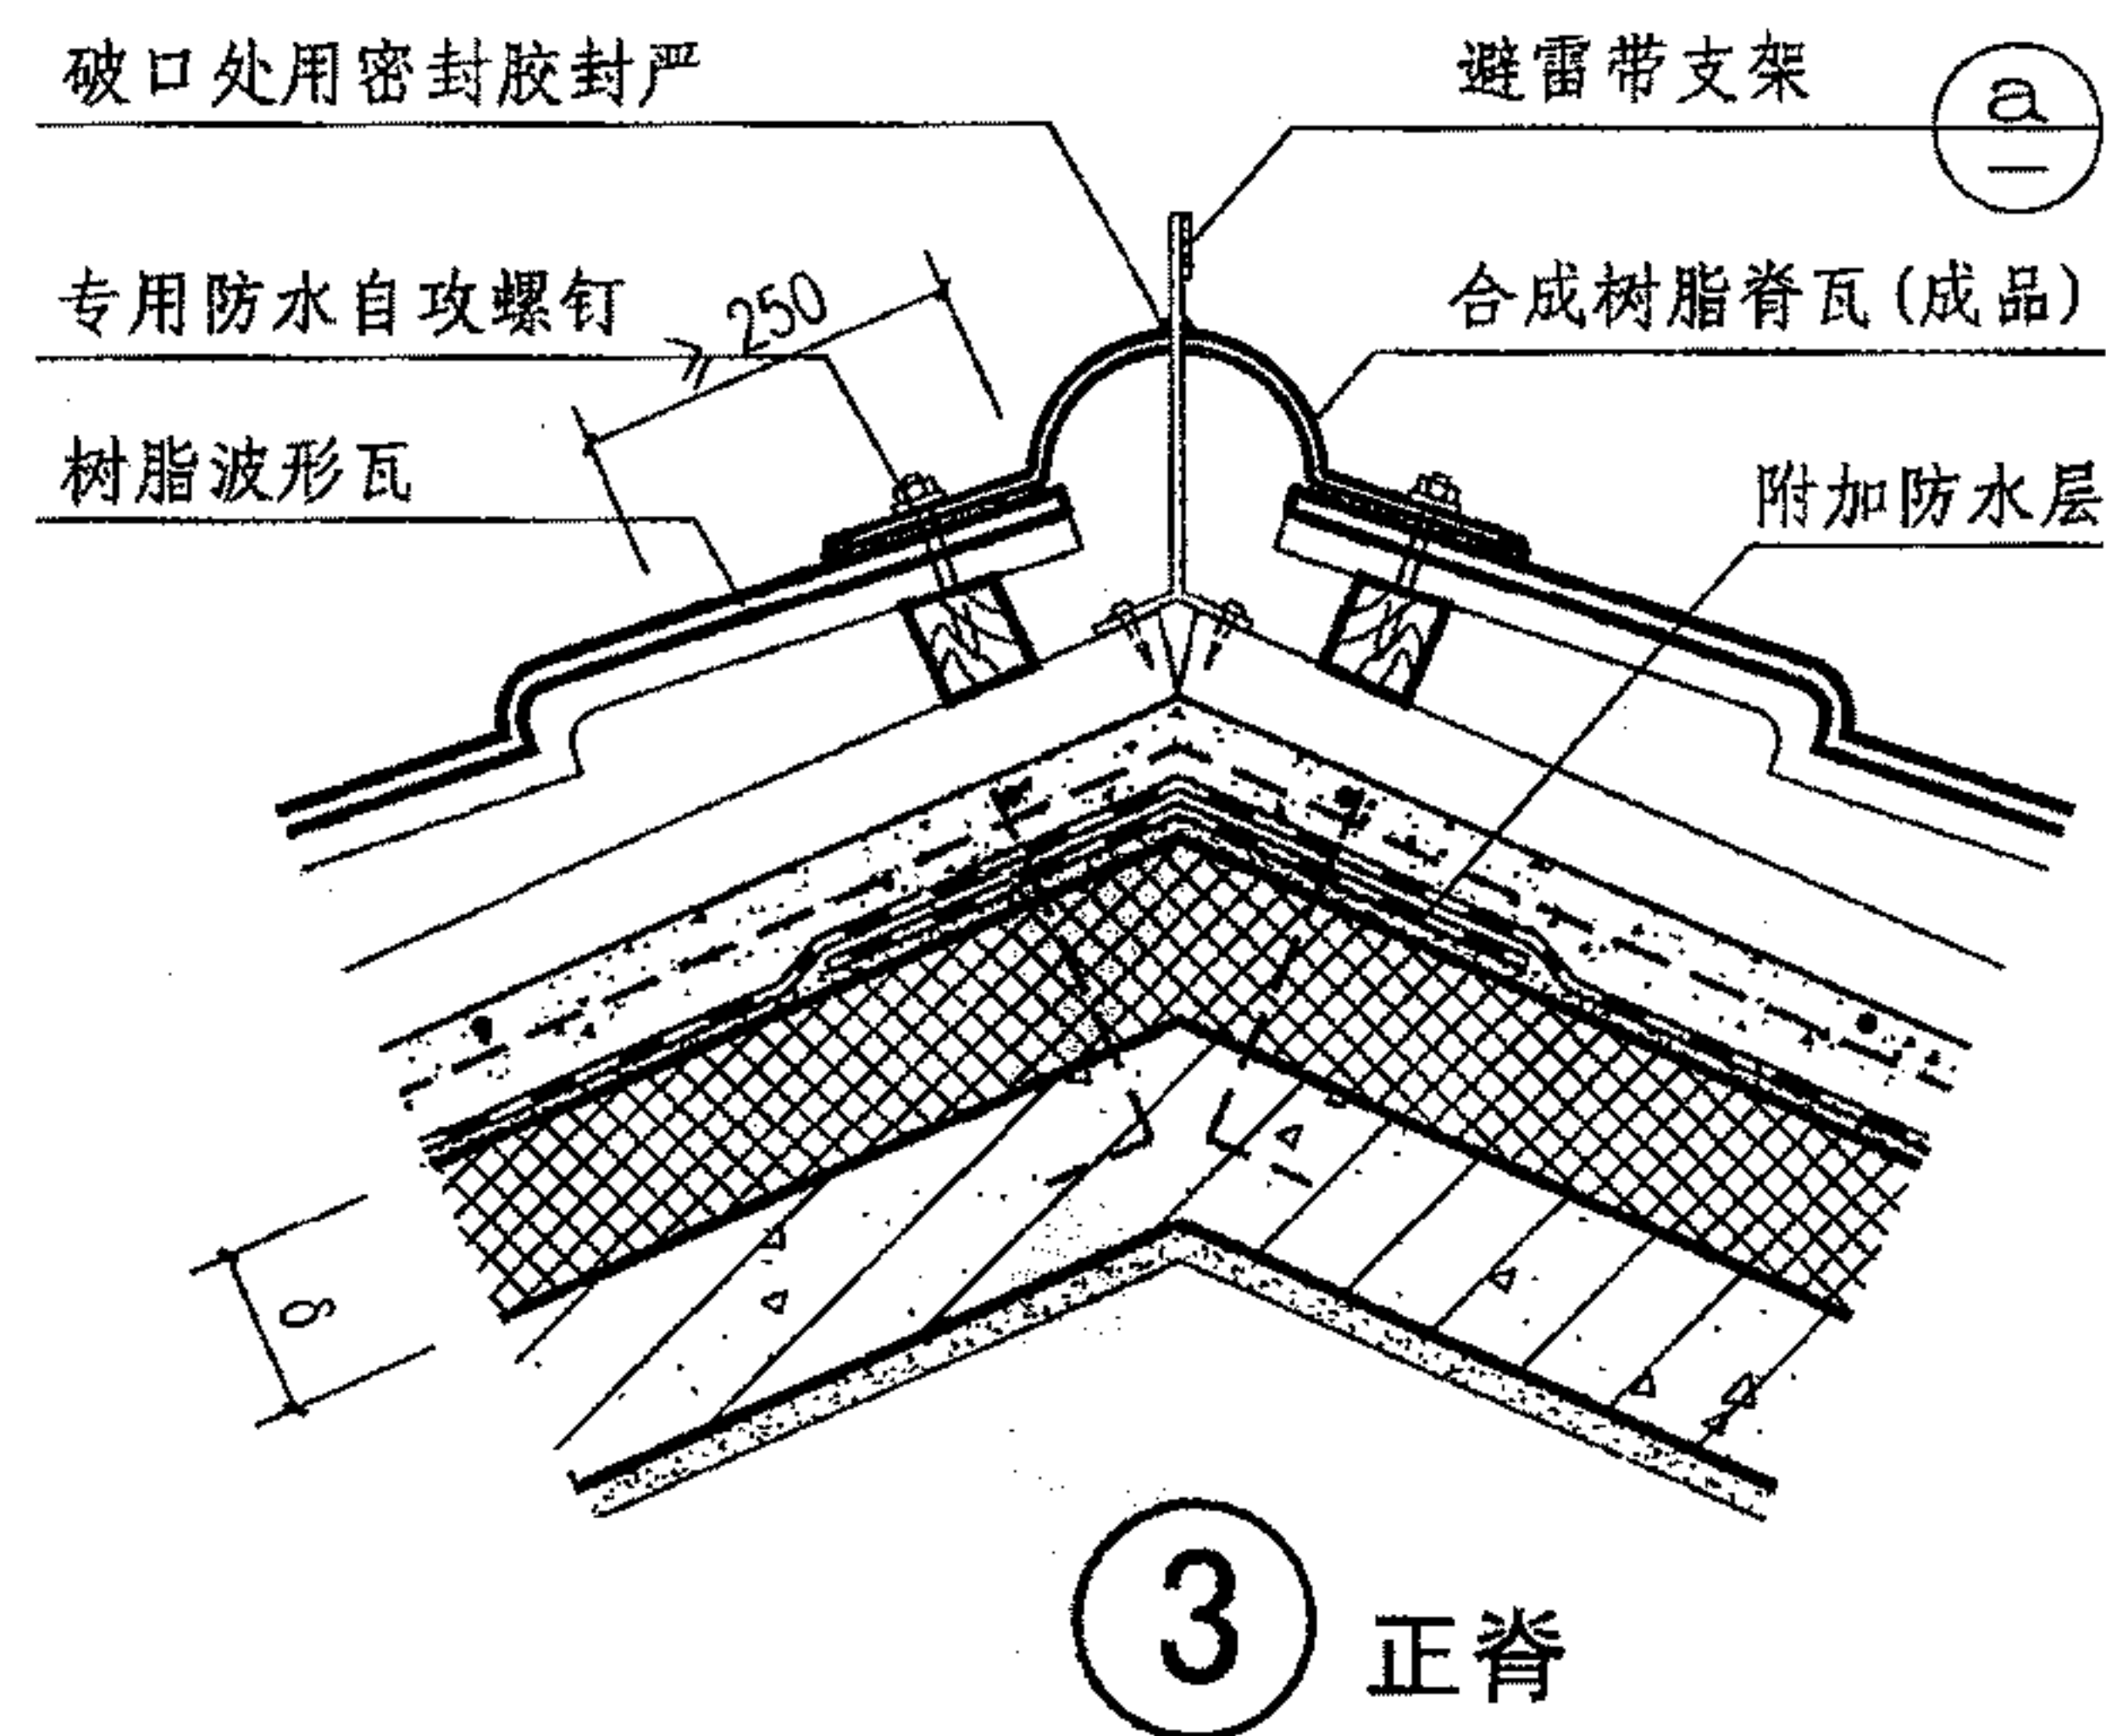 破口处用密封胶封严
避雷带支架
a
—
专用防水自攻螺钉
≥250
合成树脂脊瓦(成品)
树脂波形瓦
附加防水层
δ
3 正脊